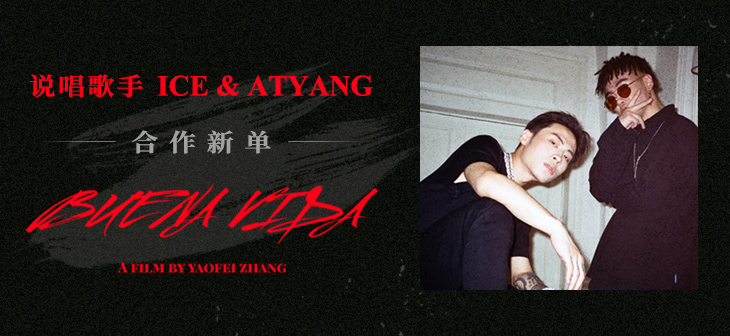 说唱歌手 ICE & ATYANG
合作新单
BUENA VIDA
A FILM BY YAOFEI ZHANG